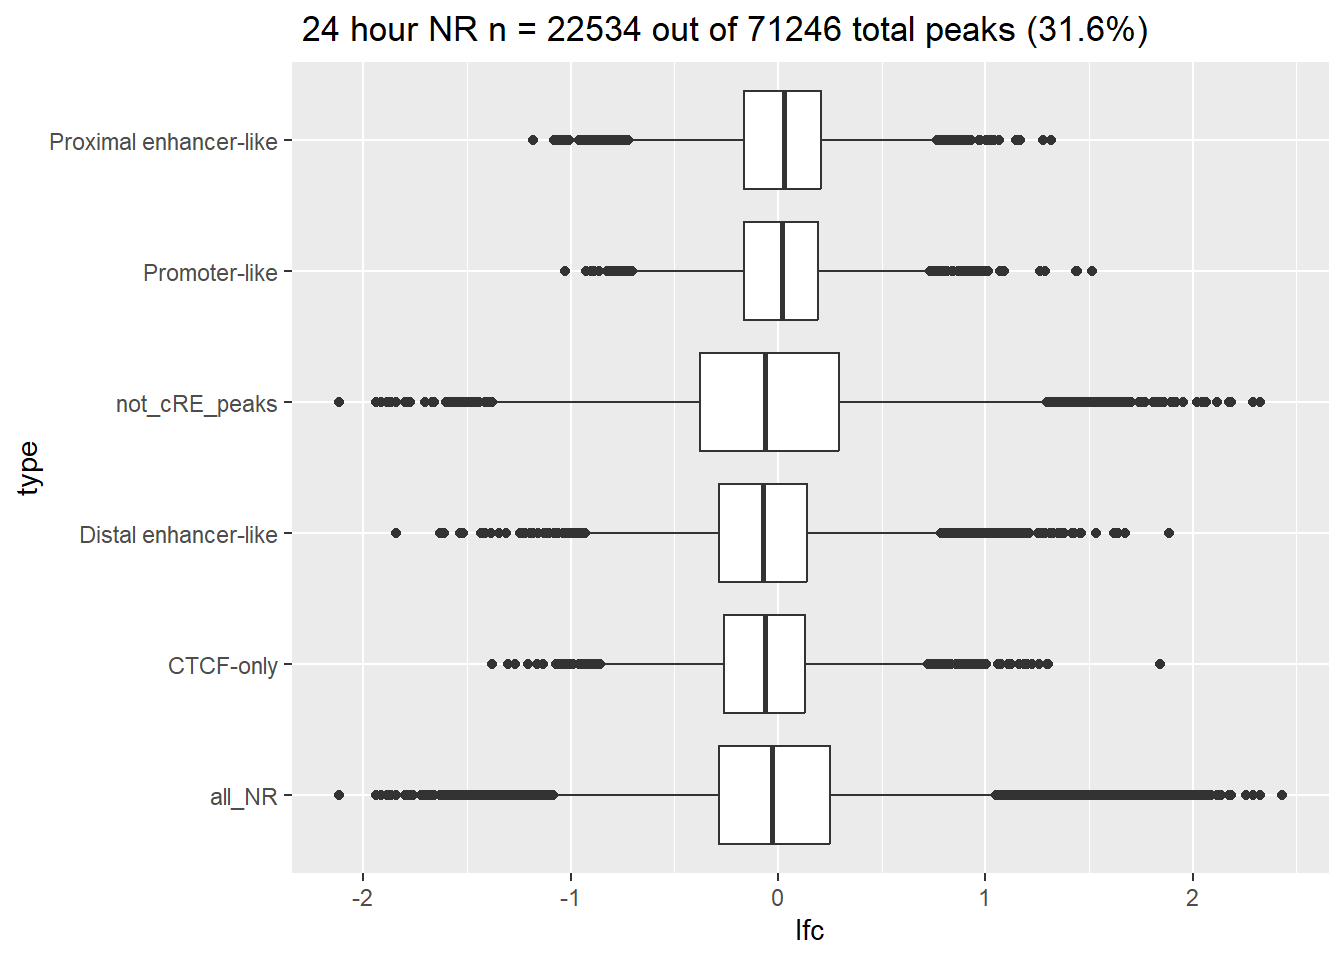 24 hour NR n = 22534 out of 71246 total peaks (31.6%)
Proximal enhancer-like
Promoter-like
not_cRE_peaks
Distal enhancer-like
CTCF-only
all_NR
type
-2 -1 0 1 2
lfc